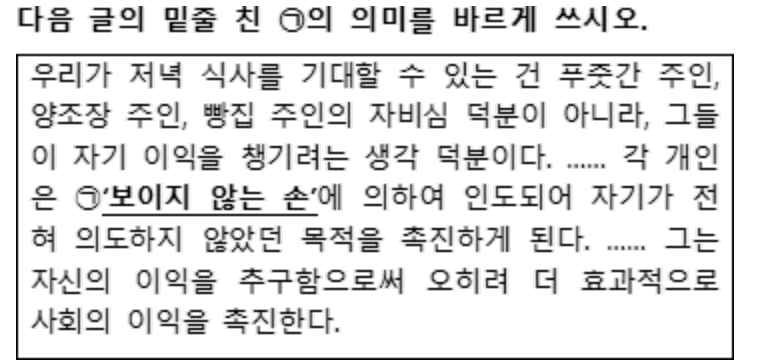 다음 글의 밑줄 친 ㉠의 의미를 바르게 쓰시오.
우리가 저녁 식사를 기대할 수 있는 건 푸줏간 주인,
양조장 주인, 빵집 주인의 자비심 덕분이 아니라, 그들
이 자기 이익을 챙기려는 생각 덕분이다. …… 각 개인
은 ㉠‘보이지 않는 손’에 의하여 인도되어 자기가 전
혀 의도하지 않았던 목적을 촉진하게 된다. …… 그는
자신의 이익을 추구함으로써 오히려 더 효과적으로
사회의 이익을 촉진한다.